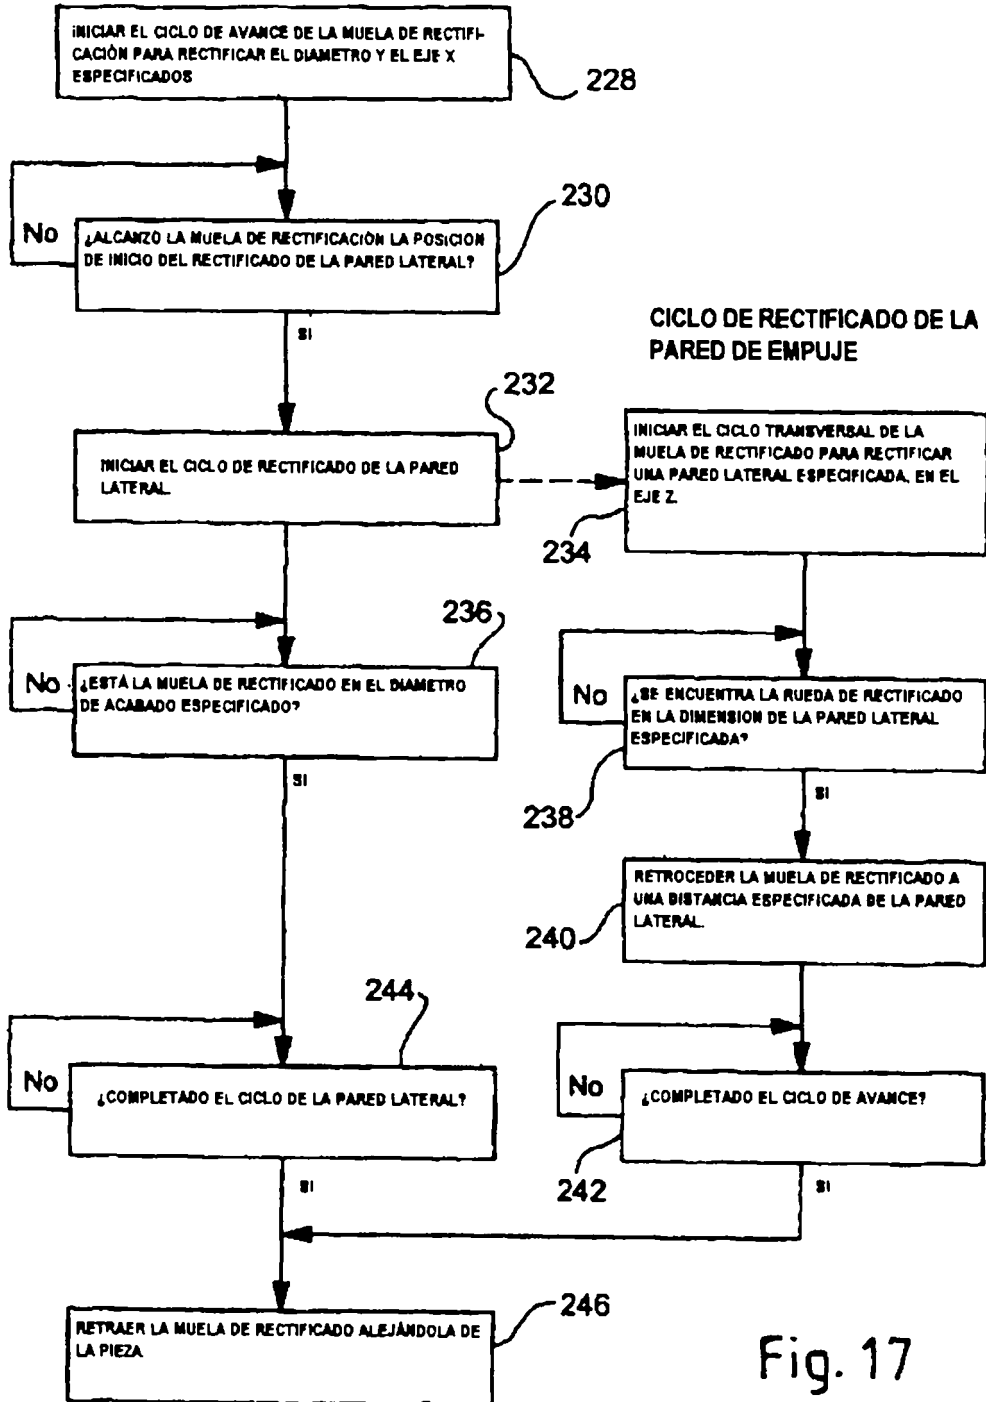 INICIAR EL CICLO DE AVANCE DE LA MUELA DE RECTIFI-
CACIÓN PARA RECTIFICAR EL DIAMETRO Y EL EJE X
ESPECIFICADOS
228
230
No
¿ALCANZÓ LA MUELA DE RECTIFICACIÓN LA POSICION
DE INICIO DEL RECTIFICADO DE LA PARED LATERAL?
SI
CICLO DE RECTIFICADO DE LA
PARED DE EMPUJE
232
INICIAR EL CICLO DE RECTIFICADO DE LA PARED
LATERAL.
INICIAR EL CICLO TRANSVERSAL DE LA
MUELA DE RECTIFICADO PARA RECTIFICAR
UNA PARED LATERAL ESPECIFICADA, EN EL
EJE Z.
234
236
No
¿ESTÁ LA MUELA DE RECTIFICADO EN EL DIAMETRO
DE ACABADO ESPECIFICADO?
SI
No
¿SE ENCUENTRA LA RUEDA DE RECTIFICADO
EN LA DIMENSION DE LA PARED LATERAL
ESPECIFICADA?
238
SI
RETROCEDER LA MUELA DE RECTIFICADO A
UNA DISTANCIA ESPECIFICADA DE LA PARED
LATERAL.
240
244
No
¿COMPLETADO EL CICLO DE LA PARED LATERAL?
SI
No
¿COMPLETADO EL CICLO DE AVANCE?
242
SI
RETRAER LA MUELA DE RECTIFICADO ALEJÁNDOLA DE
LA PIEZA
246
Fig. 17